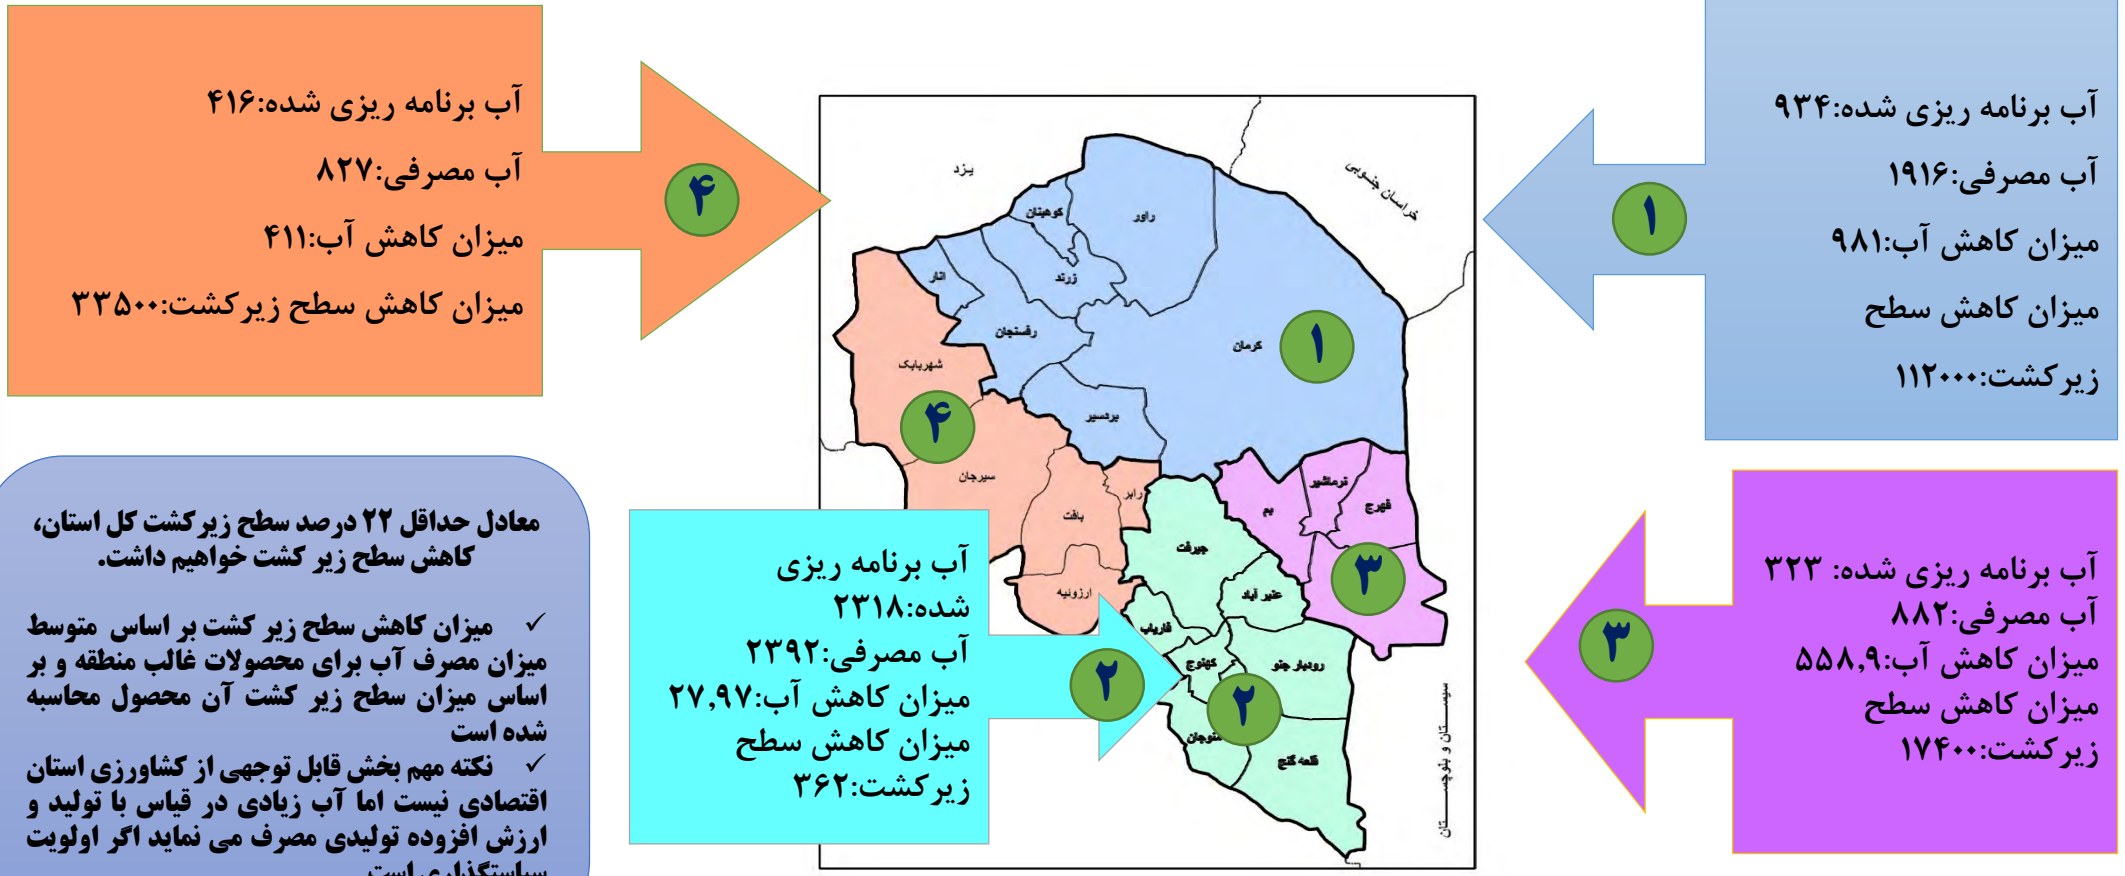 آب برنامه ریزی شده:۹۳۴
آب مصرفی:۱۹۱۶
میزان کاهش آب:۹۸۱
میزان کاهش سطح
زیرکشت:۱۱۲۰۰۰
۱
آب برنامه ریزی شده:۴۱۶
آب مصرفی:۸۲۷
میزان کاهش آب:۴۱۱
میزان کاهش سطح زیرکشت:۳۳۵۰۰
۴
یزد
خراسان جنوبی
کوهبنان
راور
زرند
انار
رفسنجان
کرمان
۱
شهربابک
بردسیر
۴
سیرجان
رابر
بافت
ارزوئیه
نرماشیر
فهرج
بم
۳
جیرفت
عنبر آباد
فاریاب
کهنوج
رودبار جنوب
۲
منوجان
قلعه گنج
سیستان و بلوچستان
آب برنامه ریزی شده: ۳۲۳
آب مصرفی:۸۸۲
میزان کاهش آب:۵۵۸,۹
میزان کاهش سطح
زیرکشت:۱۷۴۰۰
۳
آب برنامه ریزی
شده:۲۳۱۸
آب مصرفی:۲۳۹۲
میزان کاهش آب:۲۷,۹۷
میزان کاهش سطح
زیرکشت:۳۶۲
۲
معادل حداقل ۲۲ درصد سطح زیرکشت کل استان،
کاهش سطح زیر کشت خواهیم داشت.
✓ میزان کاهش سطح زیر کشت بر اساس متوسط
میزان مصرف آب برای محصولات غالب منطقه و بر
اساس میزان سطح زیر کشت آن محصول محاسبه
شده است
✓ نکته مهم بخش قابل توجهی از کشاورزی استان
اقتصادی نیست اما آب زیادی در قیاس با تولید و
ارزش افزوده تولیدی مصرف می نماید اگر اولویت
سیاستگذاری است